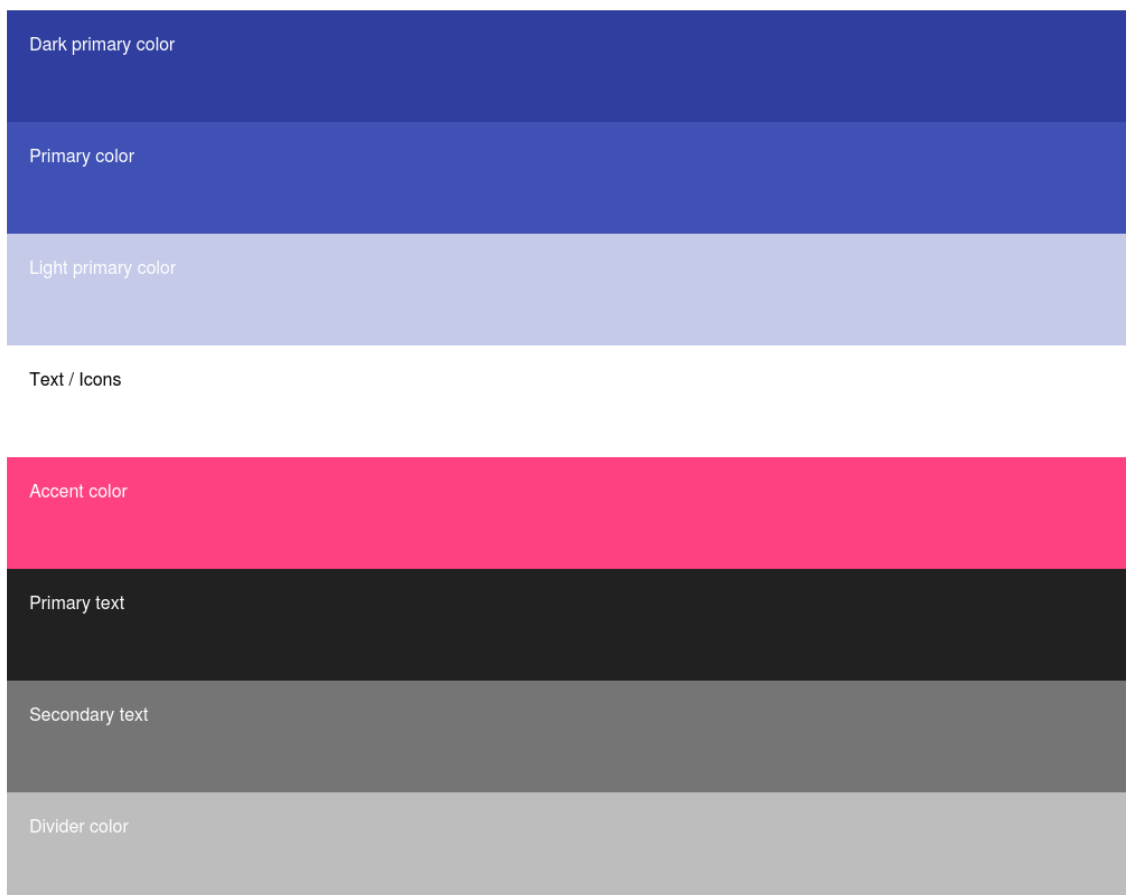 Dark primary color
Primary color
Light primary color
Text / Icons
Accent color
Primary text
Secondary text
Divider color